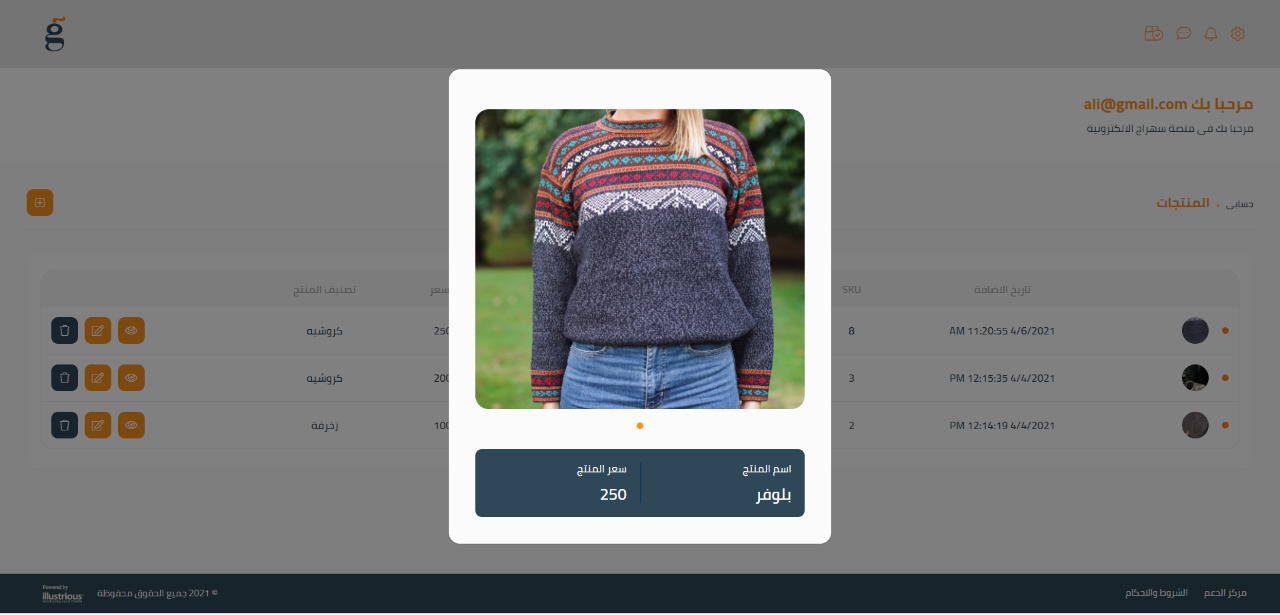 مرحبا بك ali@gmail.com
مرحبا بك فى منصة سهراج الالكترونية
حسابى • المنتجات
تاريخ الاضافة
SKU
سعر
تصنيف المنتج
4/6/2021 11:20:55 AM
8
250
كروشيه
4/4/2021 12:15:35 PM
3
200
كروشيه
4/4/2021 12:14:19 PM
2
100
زخرفة
اسم المنتج
بلوفر
سعر المنتج
250
مركز الدعم
الشروط والاحكام
© 2021 جميع الحقوق محفوظة
Powered by
illustrious